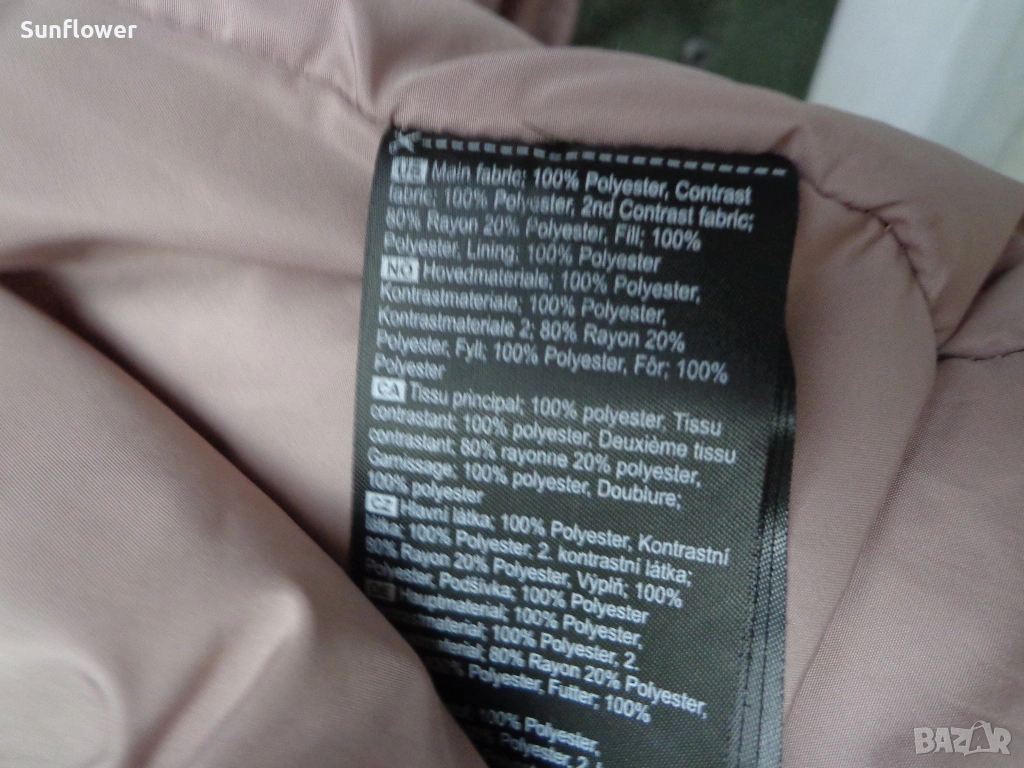 Sunflower
Main fabric; 100% Polyester, Contrast
fabric; 100% Polyester, 2nd Contrast fabric;
80% Rayon 20% Polyester, Fill; 100%
Polyester, Lining; 100% Polyester
NO Hovedmateriale; 100% Polyester,
Kontrastmateriale; 100% Polyester,
Kontrastmateriale 2; 80% Rayon 20%
Polyester, Fyll; 100% Polyester, Fôr; 100%
Polyester
CA Tissu principal; 100% polyester, Tissu
contrastant; 100% polyester, Deuxième tissu
contrastant; 80% rayonne 20% polyester,
Garnissage; 100% polyester, Doublure;
100% polyester
CZ Hlavní látka; 100% Polyester, Kontrastní
látka; 100% Polyester, 2. kontrastní látka;
80% Rayon 20% Polyester, Výplň; 100%
Polyester, Podšívka; 100% Polyester
DE Hauptmaterial; 100% Polyester,
100% Polyester, 2.
80% Rayon 20% Polyester,
Polyester, Futter; 100%
100% Polyester,
Polyester, 2.
BAZAR